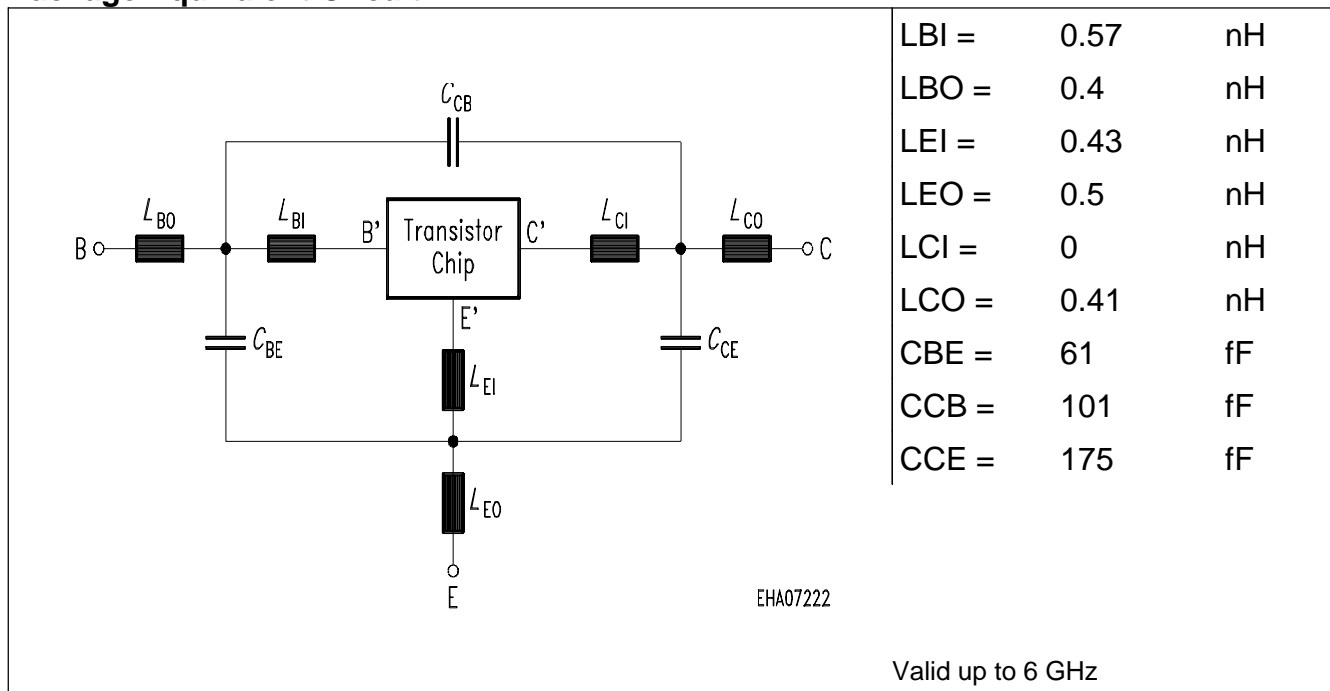 C_CB
L_BO
L_BI
B'
Transistor
Chip
C'
L_CI
L_CO
B
C
E'
C_BE
C_CE
L_EI
L_EO
E
EHA07222
LBI = 0.57 nH
LBO = 0.4 nH
LEI = 0.43 nH
LEO = 0.5 nH
LCI = 0 nH
LCO = 0.41 nH
CBE = 61 fF
CCB = 101 fF
CCE = 175 fF
Valid up to 6 GHz